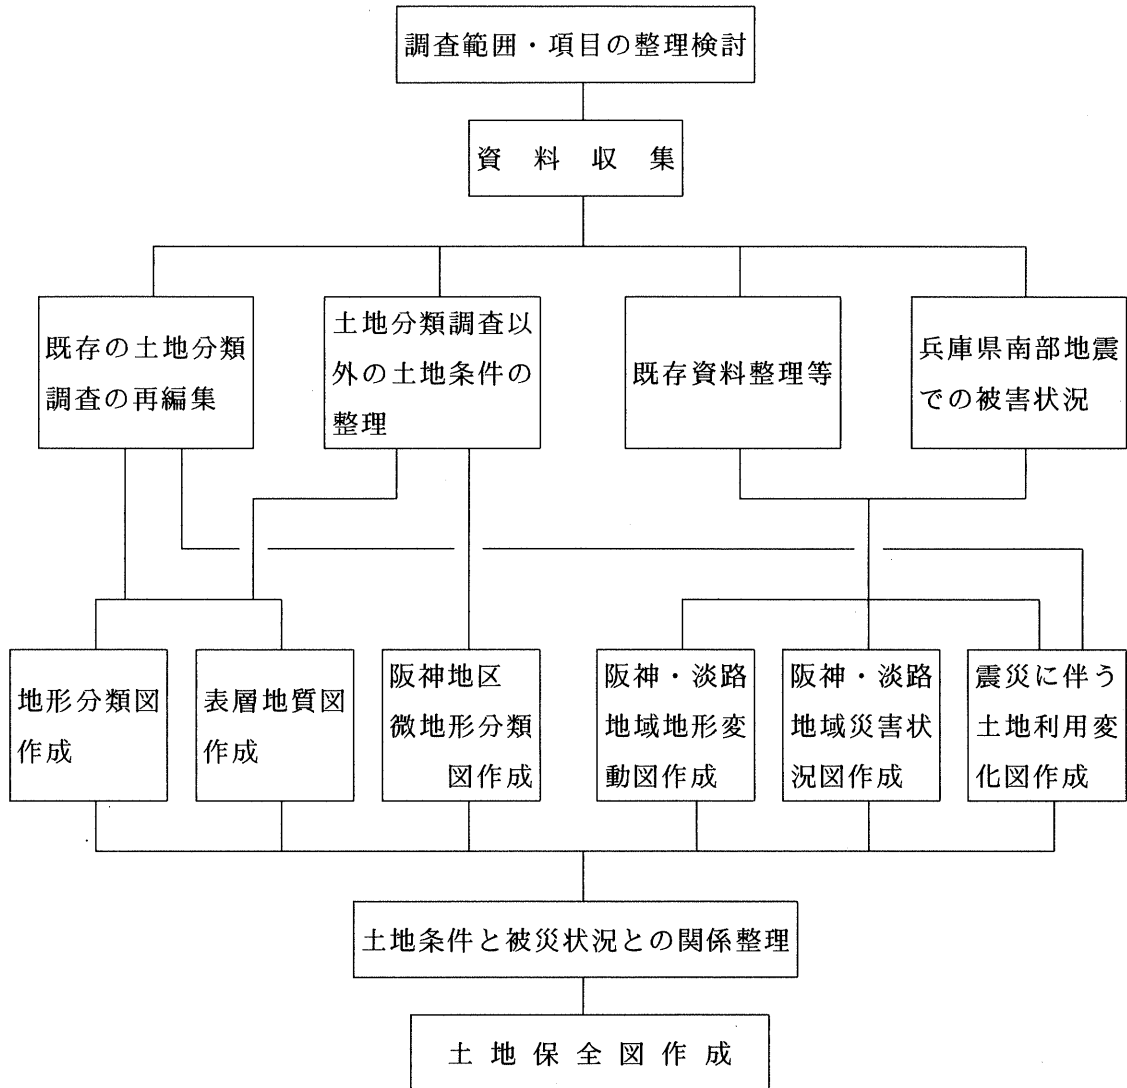 調査範囲・項目の整理検討
資料収集
既存の土地分類
調査の再編集
土地分類調査以
外の土地条件の
整理
既存資料整理等
兵庫県南部地震
での被害状況
地形分類図
作成
表層地質図
作成
阪神地区
微地形分類
図作成
阪神・淡路
地域地形変
動図作成
阪神・淡路
地域災害状
況図作成
震災に伴う
土地利用変
化図作成
土地条件と被災状況との関係整理
土地保全図作成